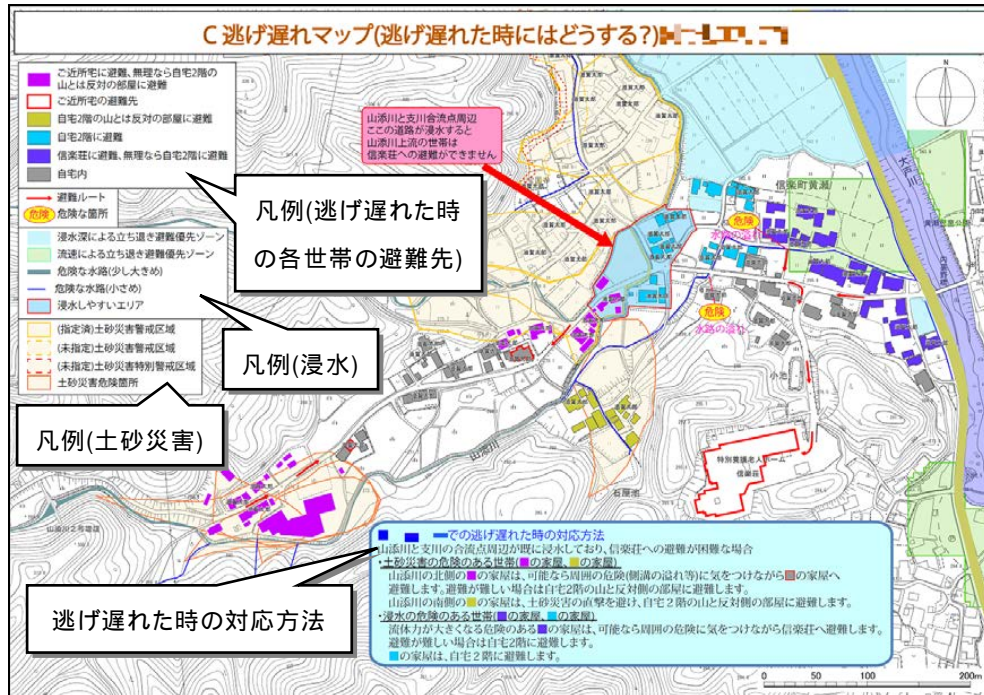 C 逃げ遅れマップ(逃げ遅れた時にはどうする?)
ご近所宅に避難、無理なら自宅2階の
山とは反対の部屋に避難
ご近所宅の避難先
自宅2階の山とは反対の部屋に避難
自宅2階に避難
信楽荘に避難、無理なら自宅2階に避難
自宅内
避難ルート
危険 危険な箇所
浸水深による立ち退き避難優先ゾーン
流速による立ち退き避難優先ゾーン
危険な水路(少し大きめ)
危険な水路(小さめ)
浸水しやすいエリア
(指定済)土砂災害警戒区域
(未指定)土砂災害警戒区域
(未指定)土砂災害特別警戒区域
土砂災害危険箇所
凡例(逃げ遅れた時
の各世帯の避難先)
凡例(浸水)
凡例(土砂災害)
山添川と支川合流点周辺
ここの道路が浸水すると
山添川上流の世帯は
信楽荘への避難ができません
信楽町黄瀬
大戸川
危険
水路の溢れ
危険
水路の溢れ
小池
特別養護老人ホーム
信楽荘
石屋池
山添川
山添川2号堰堤
逃げ遅れた時の対応方法
での逃げ遅れた時の対応方法
山添川と支川の合流点周辺が既に浸水しており、信楽荘への避難が困難な場合
・土砂災害の危険のある世帯(■の家屋、■の家屋)
山添川の北側の■の家屋は、可能なら周囲の危険(側溝の溢れ等)に気をつけながら■の家屋へ
避難します。避難が難しい場合は自宅2階の山と反対側の部屋に避難します。
山添川の南側の■の家屋は、土砂災害の直撃を避け、自宅2階の山と反対側の部屋に避難します。
・浸水の危険のある世帯(■の家屋、■の家屋)
流体力が大きくなる危険のある■の家屋は、可能なら周囲の危険に気をつけながら信楽荘へ避難します。
避難が難しい場合は自宅2階に避難します。
■の家屋は、自宅2階に避難します。
0 50 100 200m